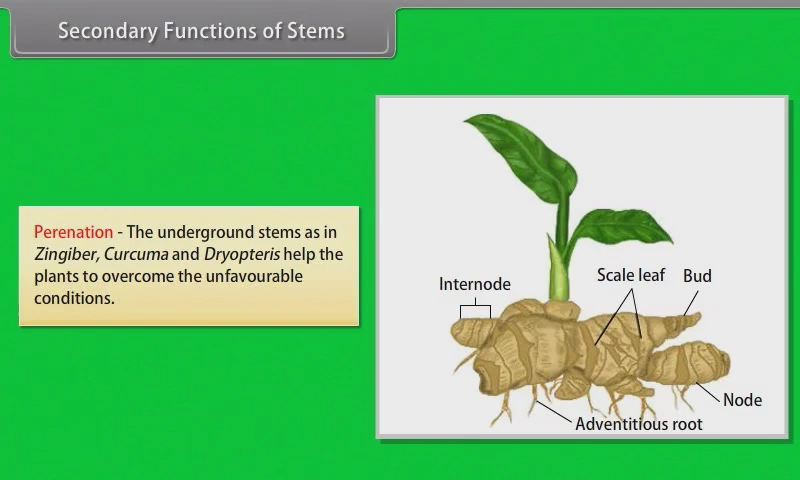 Secondary Functions of Stems
Perenation - The underground stems as in
Zingiber, Curcuma and Dryopteris help the
plants to overcome the unfavourable
conditions.
Internode
Scale leaf
Bud
Node
Adventitious root